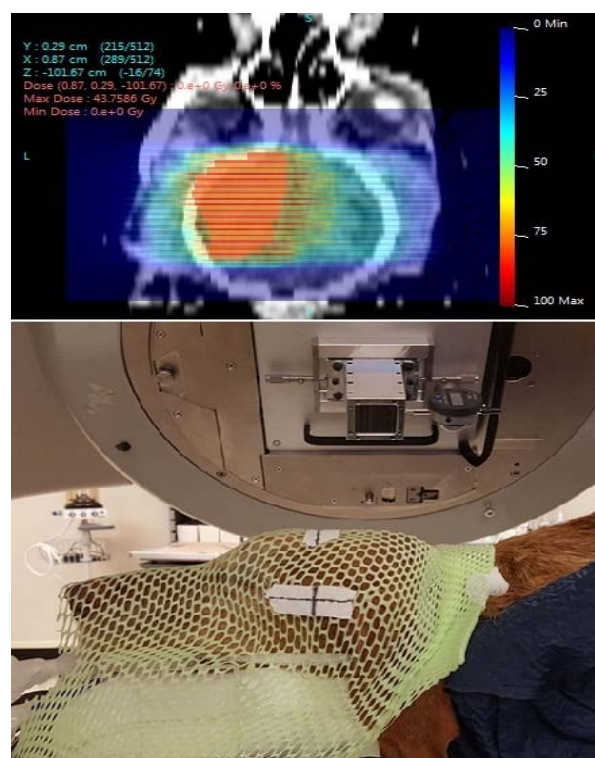 S
0 Min
Y : 0.29 cm (215/512)
X : 0.87 cm (289/512)
Z : -101.67 cm (-16/74)
Dose (0.87, 0.29, -101.67) : 0.e+0 Gy, 0.e+0 %
Max Dose : 43.7586 Gy
Min Dose : 0.e+0 Gy
25
L
50
75
100 Max
I